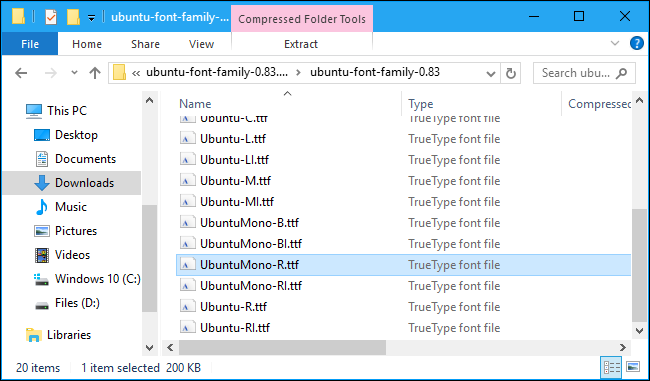 ubuntu-font-family-...
Compressed Folder Tools
File
Home
Share
View
Extract
« ubuntu-font-family-0.83.... > ubuntu-font-family-0.83
Search ubu...
This PC
Desktop
Documents
Downloads
Music
Pictures
Videos
Windows 10 (C:)
Files (D:)
Libraries
Name Type Compressed
Ubuntu-C.ttf TrueType font file
Ubuntu-L.ttf TrueType font file
Ubuntu-LI.ttf TrueType font file
Ubuntu-M.ttf TrueType font file
Ubuntu-MI.ttf TrueType font file
UbuntuMono-B.ttf TrueType font file
UbuntuMono-BI.ttf TrueType font file
UbuntuMono-R.ttf TrueType font file
UbuntuMono-RI.ttf TrueType font file
Ubuntu-R.ttf TrueType font file
Ubuntu-RI.ttf TrueType font file
20 items 1 item selected 200 KB